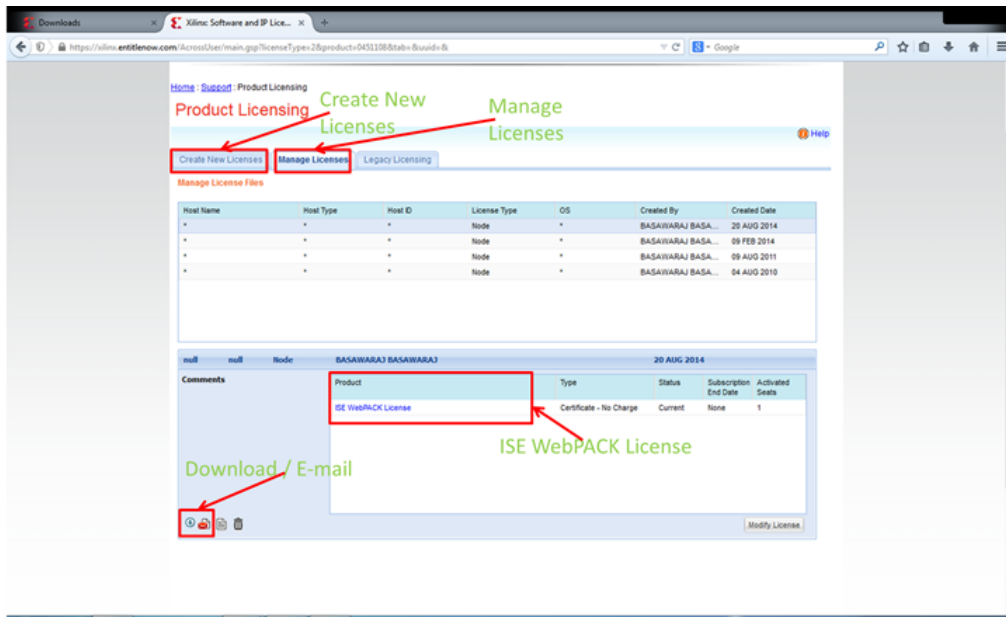 Downloads
Xilinx: Software and IP Lice...
https://xilinx.entitlenow.com/AcrossUser/main.gsp?licenseType=2&product=0451108&tab=&uuid=&
Google
Home : Support : Product Licensing
Product Licensing
Create New
Licenses
Manage
Licenses
Help
Create New Licenses Manage Licenses Legacy Licensing
Manage License Files
Host Name Host Type Host ID License Type OS Created By Created Date
* * * Node * BASAWARAJ BASA... 20 AUG 2014
* * * Node * BASAWARAJ BASA... 09 FEB 2014
* * * Node * BASAWARAJ BASA... 09 AUG 2011
* * * Node * BASAWARAJ BASA... 04 AUG 2010
null null Node BASAWARAJ BASAWARAJ 20 AUG 2014
Comments
Product Type Status Subscription End Date Activated Seats
ISE WebPACK License Certificate - No Charge Current None 1
ISE WebPACK License
Download / E-mail
Modify License